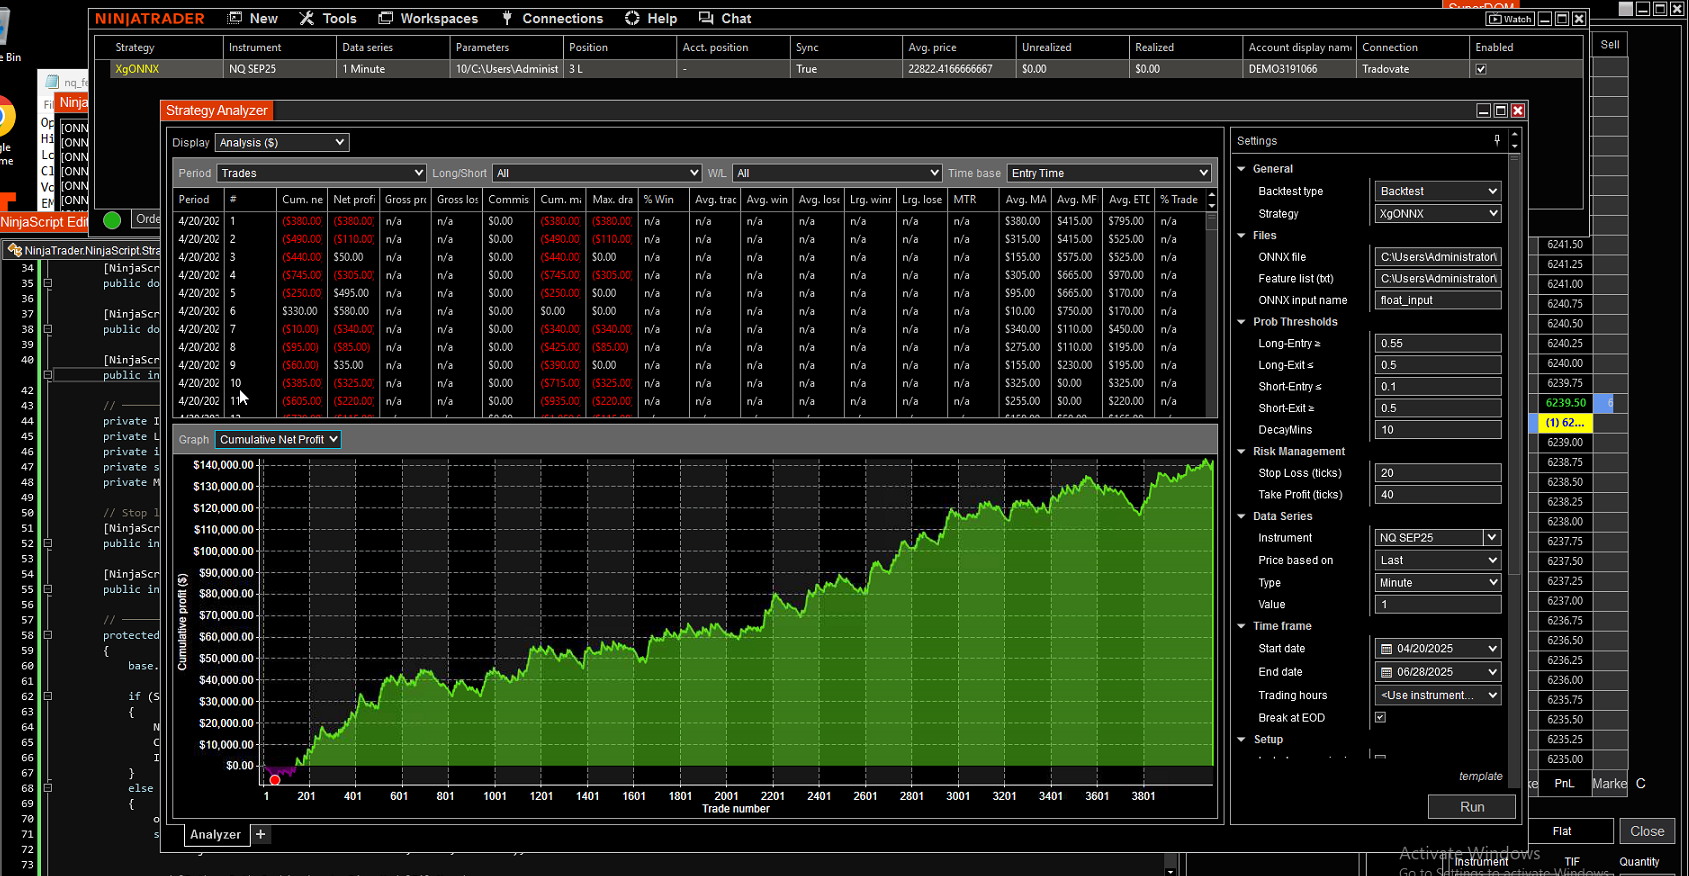 SuperDOM
NINJATRADER New Tools Workspaces Connections Help Chat Watch
Strategy Instrument Data series Parameters Position Acct. position Sync Avg. price Unrealized Realized Account display name Connection Enabled Sell
XgONNX NQ SEP25 1 Minute 10/C:\Users\Administ 3 L - True 22822.4166666667 $0.00 $0.00 DEMO3191066 Tradovate
e Bin
nq_fe
Fil
Ninja
Strategy Analyzer
Op
Hi
Lo
Cl
Vo
EM
[ONN
[ONN
[ONN
[ONN
[ONN
[ONN
gle
me
Display Analysis ($)
Period Trades Long/Short All W/L All Time base Entry Time
Period # Cum. ne Net profi Gross pro Gross los Commis Cum. ma Max. dra % Win Avg. trac Avg. win Avg. lose Lrg. winr Lrg. lose MTR Avg. MA Avg. MF Avg. ETE % Trade
4/20/202 1 ($380.00) ($380.00) n/a n/a $0.00 ($380.00) ($380.00) n/a n/a n/a n/a n/a n/a n/a $380.00 $415.00 $795.00 n/a
4/20/202 2 ($490.00) ($110.00) n/a n/a $0.00 ($490.00) ($110.00) n/a n/a n/a n/a n/a n/a n/a $315.00 $415.00 $525.00 n/a
4/20/202 3 ($440.00) $50.00 n/a n/a $0.00 ($440.00) $0.00 n/a n/a n/a n/a n/a n/a n/a $155.00 $575.00 $525.00 n/a
4/20/202 4 ($745.00) ($305.00) n/a n/a $0.00 ($745.00) ($305.00) n/a n/a n/a n/a n/a n/a n/a $305.00 $665.00 $970.00 n/a
4/20/202 5 ($250.00) $495.00 n/a n/a $0.00 ($250.00) $0.00 n/a n/a n/a n/a n/a n/a n/a $95.00 $665.00 $170.00 n/a
4/20/202 6 $330.00 $580.00 n/a n/a $0.00 $0.00 $0.00 n/a n/a n/a n/a n/a n/a n/a $10.00 $750.00 $170.00 n/a
4/20/202 7 ($10.00) ($340.00) n/a n/a $0.00 ($340.00) ($340.00) n/a n/a n/a n/a n/a n/a n/a $340.00 $110.00 $450.00 n/a
4/20/202 8 ($95.00) ($85.00) n/a n/a $0.00 ($425.00) ($85.00) n/a n/a n/a n/a n/a n/a n/a $275.00 $110.00 $195.00 n/a
4/20/202 9 ($60.00) $35.00 n/a n/a $0.00 ($390.00) $0.00 n/a n/a n/a n/a n/a n/a n/a $155.00 $230.00 $195.00 n/a
4/20/202 10 ($385.00) ($325.00) n/a n/a $0.00 ($715.00) ($325.00) n/a n/a n/a n/a n/a n/a n/a $325.00 $0.00 $325.00 n/a
4/20/202 11 ($605.00) ($220.00) n/a n/a $0.00 ($935.00) ($220.00) n/a n/a n/a n/a n/a n/a n/a $255.00 $0.00 $220.00 n/a
Graph Cumulative Net Profit
$140,000.00
$130,000.00
$120,000.00
$110,000.00
$100,000.00
$90,000.00
$80,000.00
$70,000.00
$60,000.00
$50,000.00
$40,000.00
$30,000.00
$20,000.00
$10,000.00
$0.00
Cumulative profit ($)
1 201 401 601 801 1001 1201 1401 1601 1801 2001 2201 2401 2601 2801 3001 3201 3401 3601 3801
Trade number
Analyzer +
Settings
General
Backtest type Backtest
Strategy XgONNX
Files
ONNX file C:\Users\Administrator\
Feature list (txt) C:\Users\Administrator\
ONNX input name float_input
Prob Thresholds
Long-Entry ≥ 0.55
Long-Exit ≤ 0.5
Short-Entry ≤ 0.1
Short-Exit ≥ 0.5
DecayMins 10
Risk Management
Stop Loss (ticks) 20
Take Profit (ticks) 40
Data Series
Instrument NQ SEP25
Price based on Last
Type Minute
Value 1
Time frame
Start date 04/20/2025
End date 06/28/2025
Trading hours <Use instrument...
Break at EOD
Setup
template
Run
NinjaScript Edit
Orde
NinjaTrader.NinjaScript.Stra
34 [NinjaScr
35 public do
36
37 [NinjaScr
38 public do
39
40 [NinjaScr
public in
42
43 //
44 private I
45 private L
46 private i
47 private s
48 private M
49
50 // Stop l
51 [NinjaScr
52 public in
53
54 [NinjaScr
55 public in
56
57 //
58 protected
59 {
60 base.
61
62 if (S
63 {
64 N
65 C
66 I
67 }
68 else
69 {
70 o
71 s
72
73
6241.50
6241.25
6241.00
6240.75
6240.50
6240.25
6240.00
6239.75
6239.50 6
(1) 62...
6239.00
6238.75
6238.50
6238.25
6238.00
6237.75
6237.50
6237.25
6237.00
6236.75
6236.50
6236.25
6236.00
6235.75
6235.50
6235.25
6235.00
ke PnL Marke C
Flat Close
Activate Windows
Instrument TIF Quantity
Go to Settings to activate Windows.